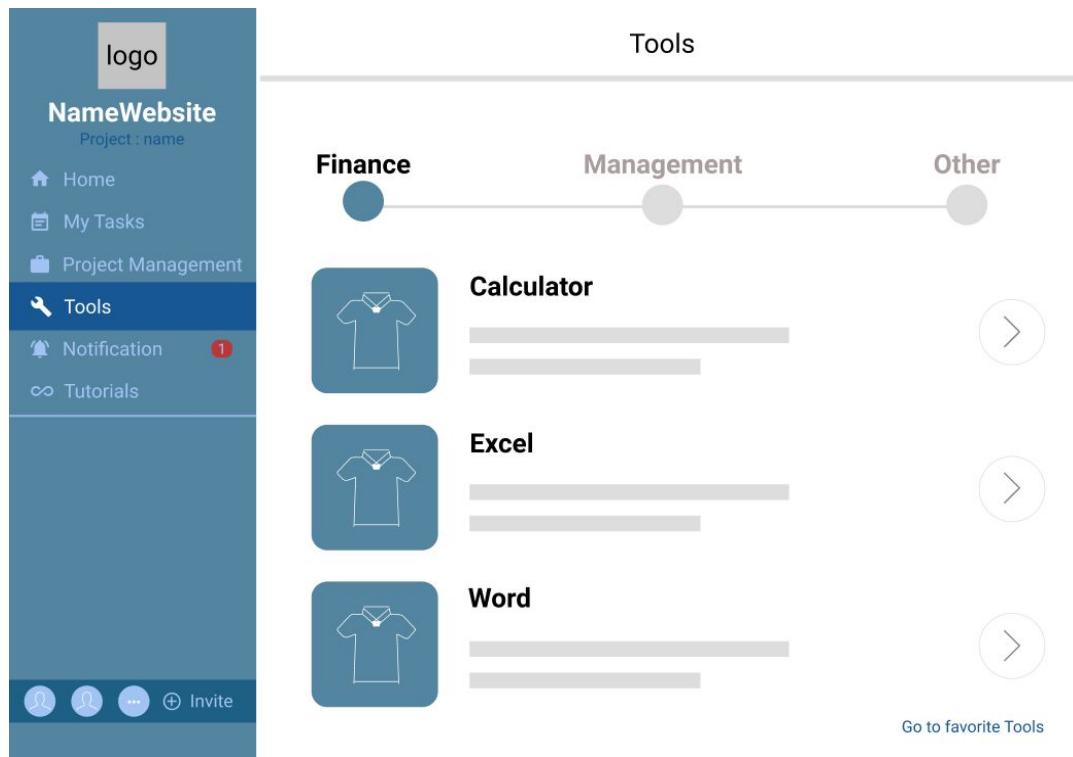 logo
NameWebsite
Project : name
Home
My Tasks
Project Management
Tools
Notification 1
Tutorials
Invite
Tools
Finance Management Other
Calculator
Excel
Word
Go to favorite Tools